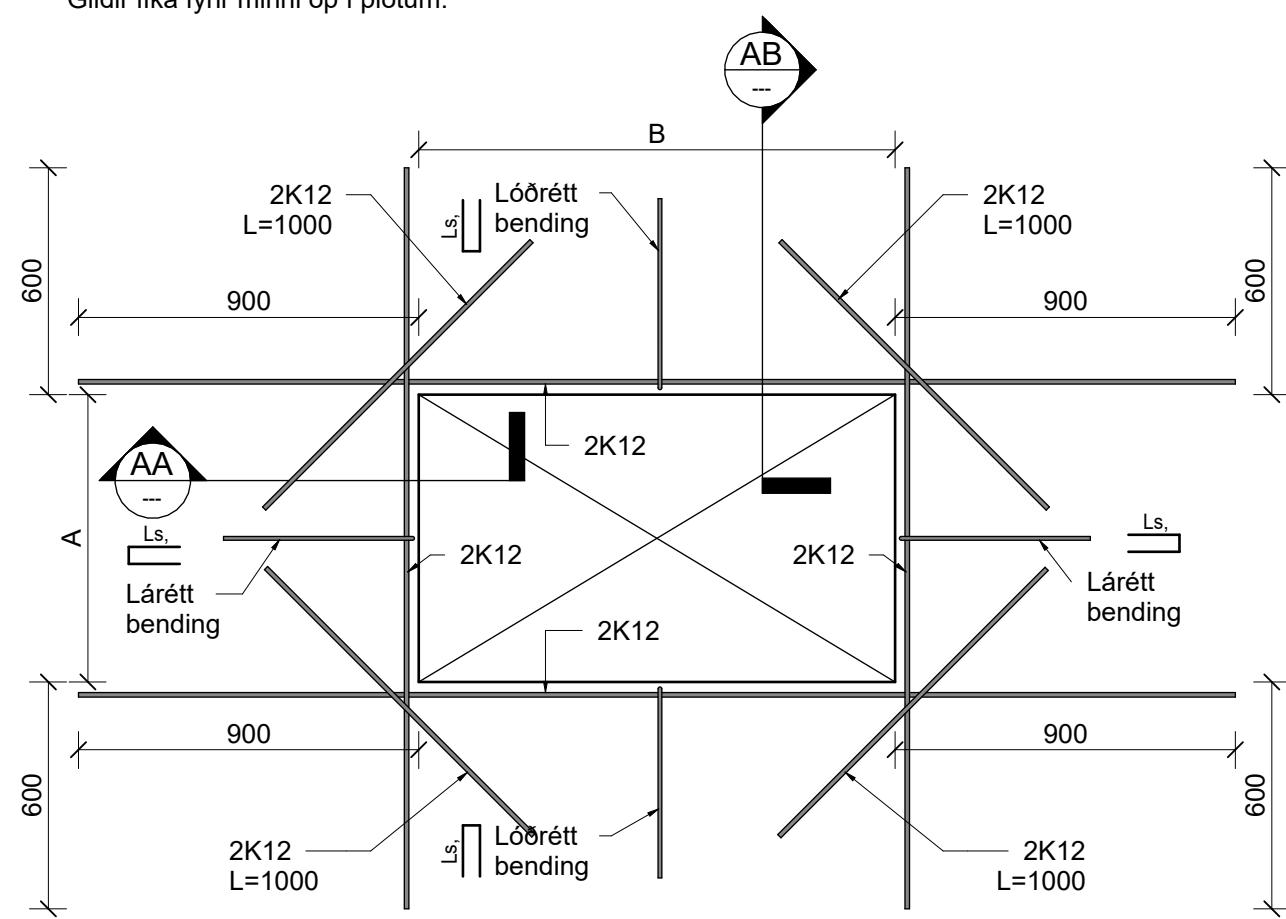 Gildir líka fyrir minni op í plötum.
AB
---
B
2K12
L=1000
Ls,
Lóðrétt
bending
2K12
L=1000
600
900
900
600
2K12
AA
---
A
Ls,
Lárétt
bending
2K12
2K12
Ls,
Lárétt
bending
2K12
900
900
600
600
2K12
L=1000
Ls,
Lóðrétt
bending
2K12
L=1000